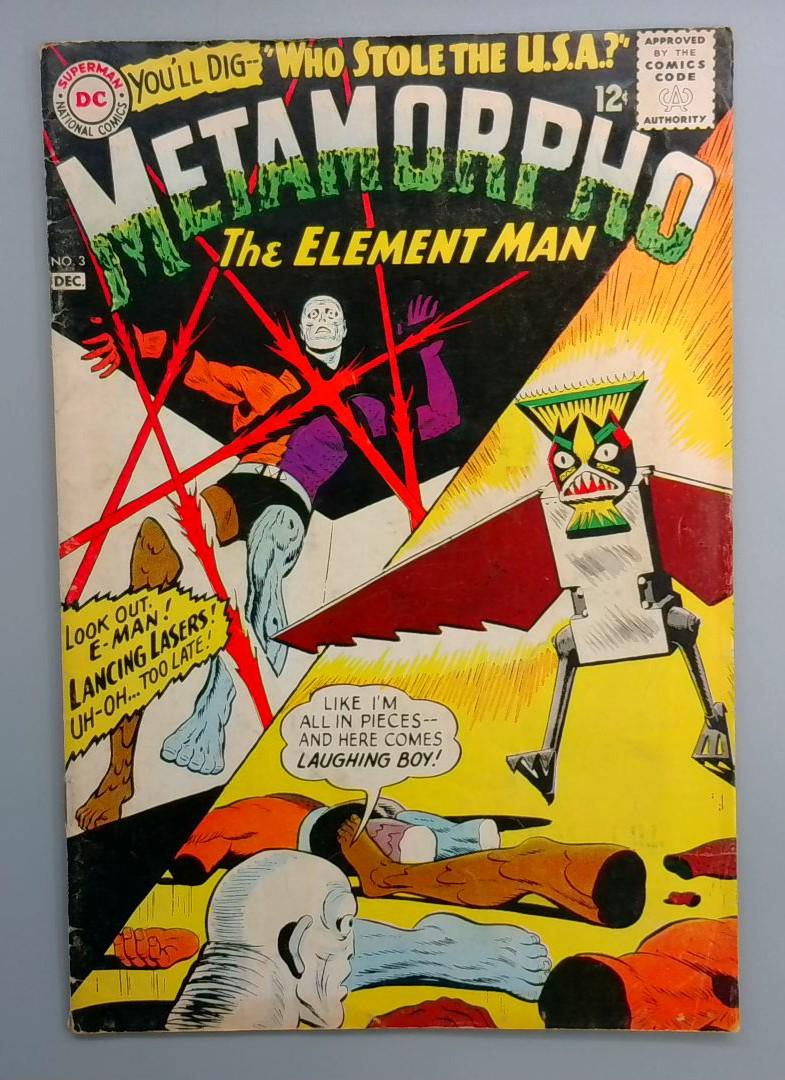 YOU'LL DIG-- "WHO STOLE THE U.S.A.?"
SUPERMAN
DC
NATIONAL COMICS
APPROVED
BY THE
COMICS
CODE
CA
AUTHORITY
12¢
METAMORPHO
THE ELEMENT MAN
NO. 3
DEC.
LOOK OUT,
E-MAN!
LANCING LASERS!
UH-OH...TOO LATE!
LIKE I'M
ALL IN PIECES--
AND HERE COMES
LAUGHING BOY!